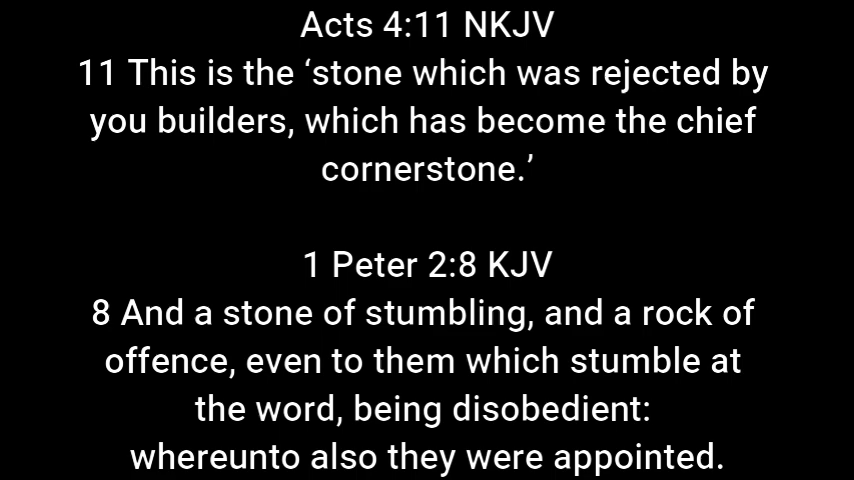 Acts 4:11 NKJV
11 This is the ‘stone which was rejected by
you builders, which has become the chief
cornerstone.’
1 Peter 2:8 KJV
8 And a stone of stumbling, and a rock of
offence, even to them which stumble at
the word, being disobedient:
whereunto also they were appointed.